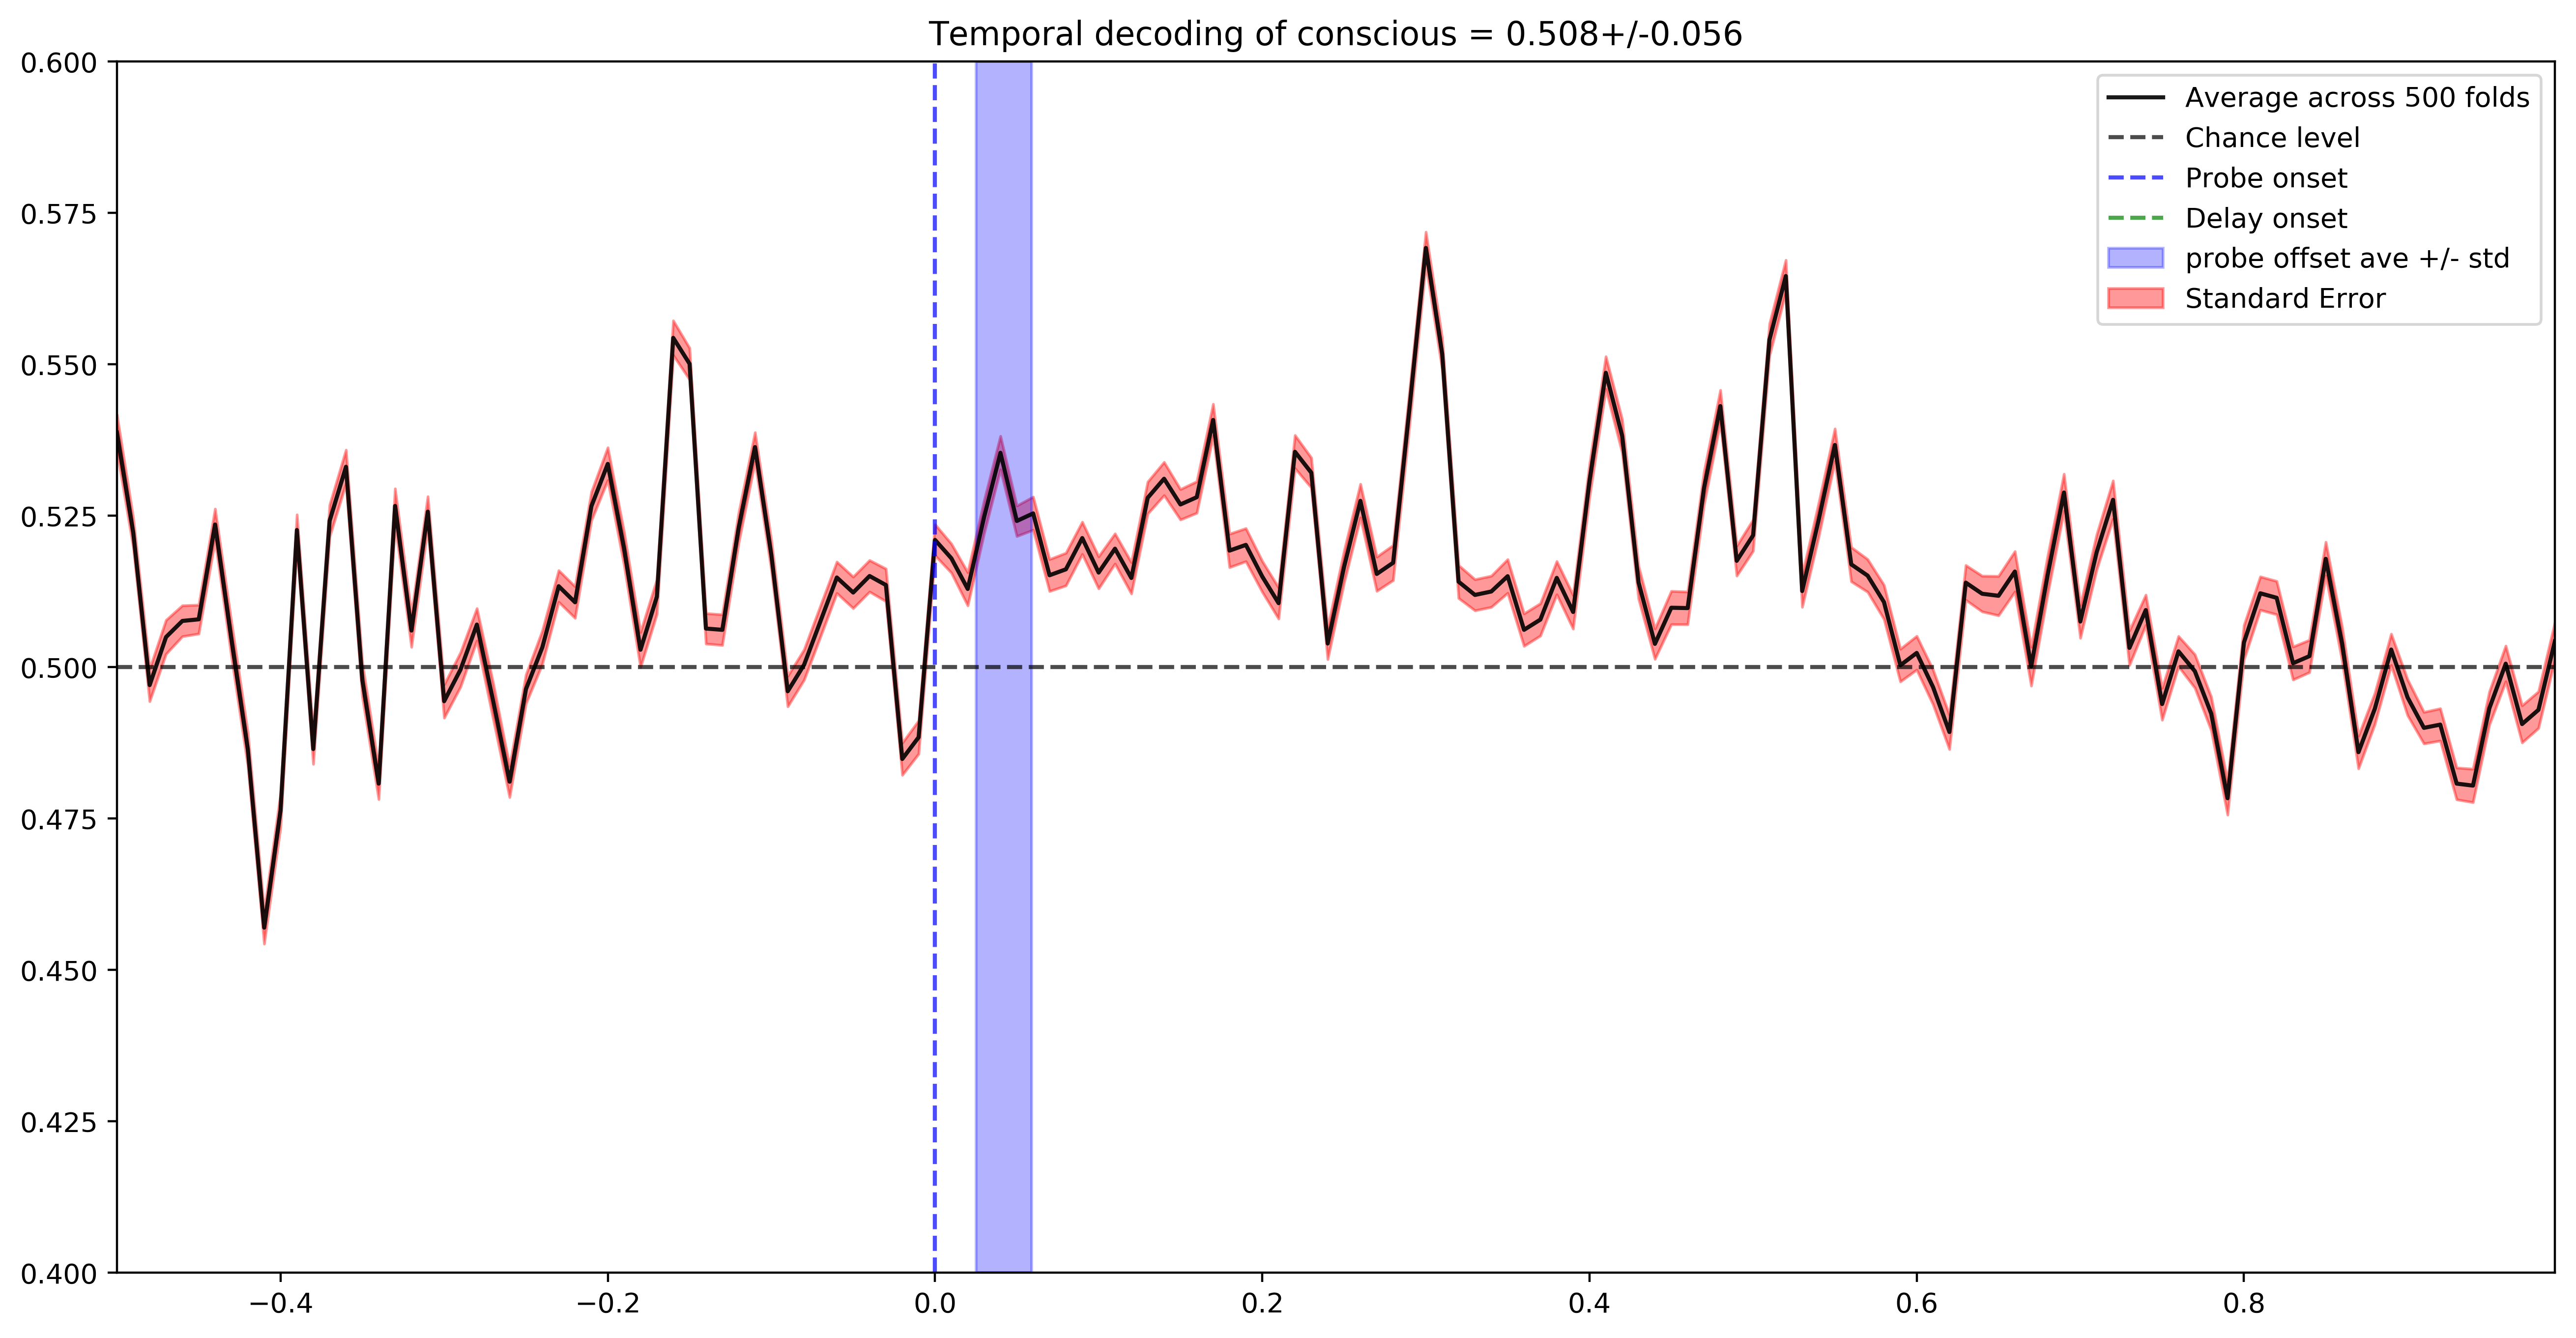 Temporal decoding of conscious = 0.508+/-0.056
0.600
0.575
0.550
0.525
0.500
0.475
0.450
0.425
0.400
−0.4
−0.2
0.0
0.2
0.4
0.6
0.8
Average across 500 folds
Chance level
Probe onset
Delay onset
probe offset ave +/- std
Standard Error